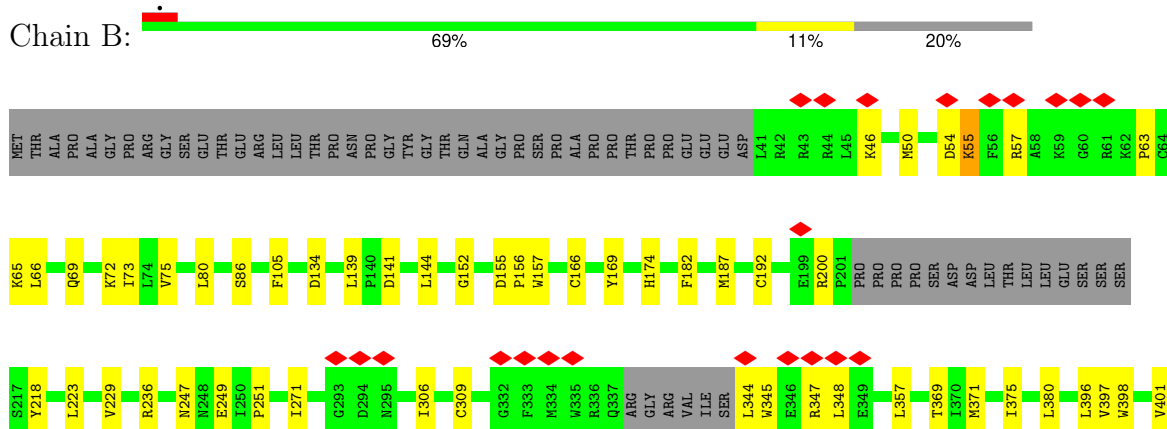 Chain B:
69% 11% 20%
MET THR ALA PRO ALA GLY PRO ARG GLY SER GLU THR GLU ARG LEU LEU THR PRO ASN PRO GLY TYR GLY THR GLN ALA GLY PRO SER PRO ALA PRO PRO THR PRO PRO GLU GLU GLU ASP L41 R42 R43 R44 L45 K46 M50 D54 K55 F56 R57 A58 K59 G60 R61 K62 P63 C64
K65 L66 Q69 K72 I73 L74 V75 L80 S86 F105 D134 L139 P140 D141 L144 G152 D155 P156 W157 C166 Y169 H174 F182 M187 C192 E199 R200 P201 PRO PRO PRO PRO SER ASP ASP LEU THR LEU LEU GLU SER SER SER
S217 Y218 L223 V229 R236 N247 N248 E249 I250 P251 I271 G293 D294 N295 I306 C309 G332 F333 M334 W335 R336 Q337 ARG GLY ARG VAL ILE SER L344 W345 E346 R347 L348 E349 L357 T369 I370 M371 I375 L380 L396 V397 W398 V401